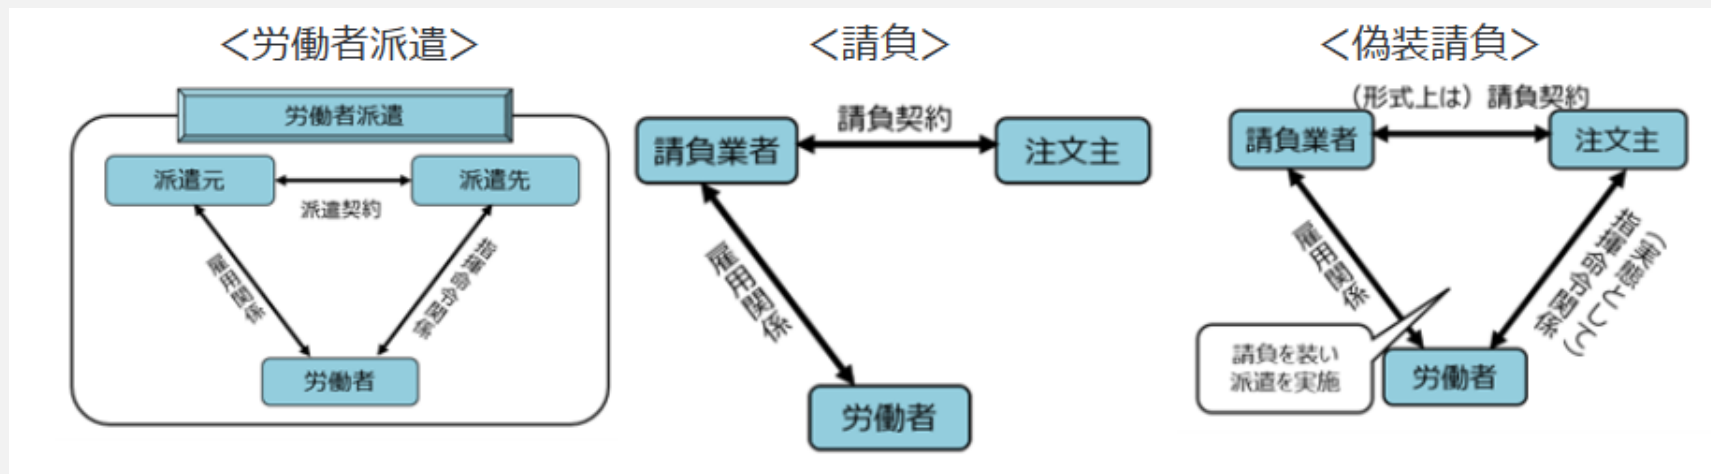 ＜労働者派遣＞
労働者派遣
派遣元
派遣先
派遣契約
雇用関係
指揮命令関係
労働者
＜請負＞
請負契約
請負業者
注文主
雇用関係
労働者
＜偽装請負＞
（形式上は）請負契約
請負業者
注文主
雇用関係
（実態として）
指揮命令関係
請負を装い
派遣を実施
労働者